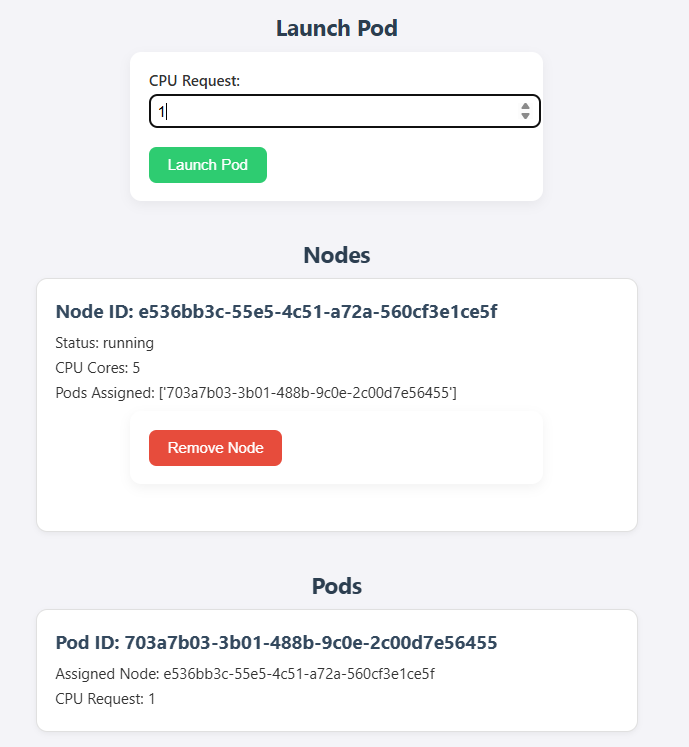 Launch Pod
CPU Request:
1
Launch Pod
Nodes
Node ID: e536bb3c-55e5-4c51-a72a-560cf3e1ce5f
Status: running
CPU Cores: 5
Pods Assigned: ['703a7b03-3b01-488b-9c0e-2c00d7e56455']
Remove Node
Pods
Pod ID: 703a7b03-3b01-488b-9c0e-2c00d7e56455
Assigned Node: e536bb3c-55e5-4c51-a72a-560cf3e1ce5f
CPU Request: 1